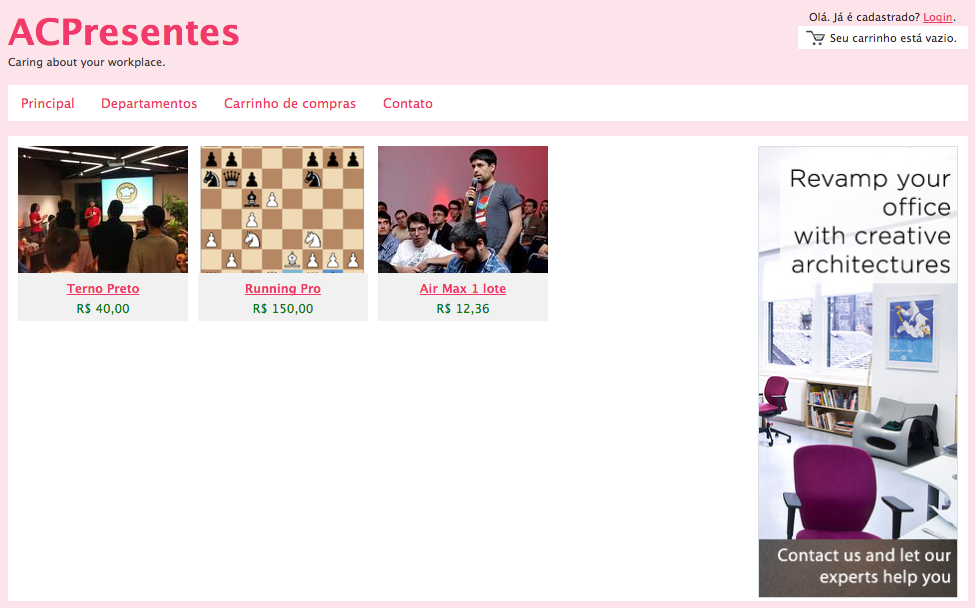 ACPresentes
Caring about your workplace.
Olá. Já é cadastrado? Login.
Seu carrinho está vazio.
Principal Departamentos Carrinho de compras Contato
Terno Preto
R$ 40,00
Running Pro
R$ 150,00
Air Max 1 lote
R$ 12,36
Revamp your
office
with creative
architectures
Contact us and let our
experts help you